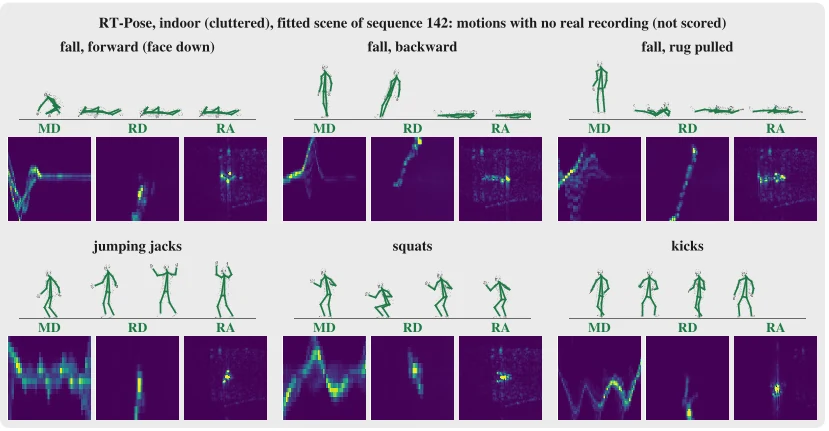 RT-Pose, indoor (cluttered), fitted scene of sequence 142: motions with no real recording (not scored)
fall, forward (face down) fall, backward fall, rug pulled
MD RD RA MD RD RA MD RD RA
jumping jacks squats kicks
MD RD RA MD RD RA MD RD RA